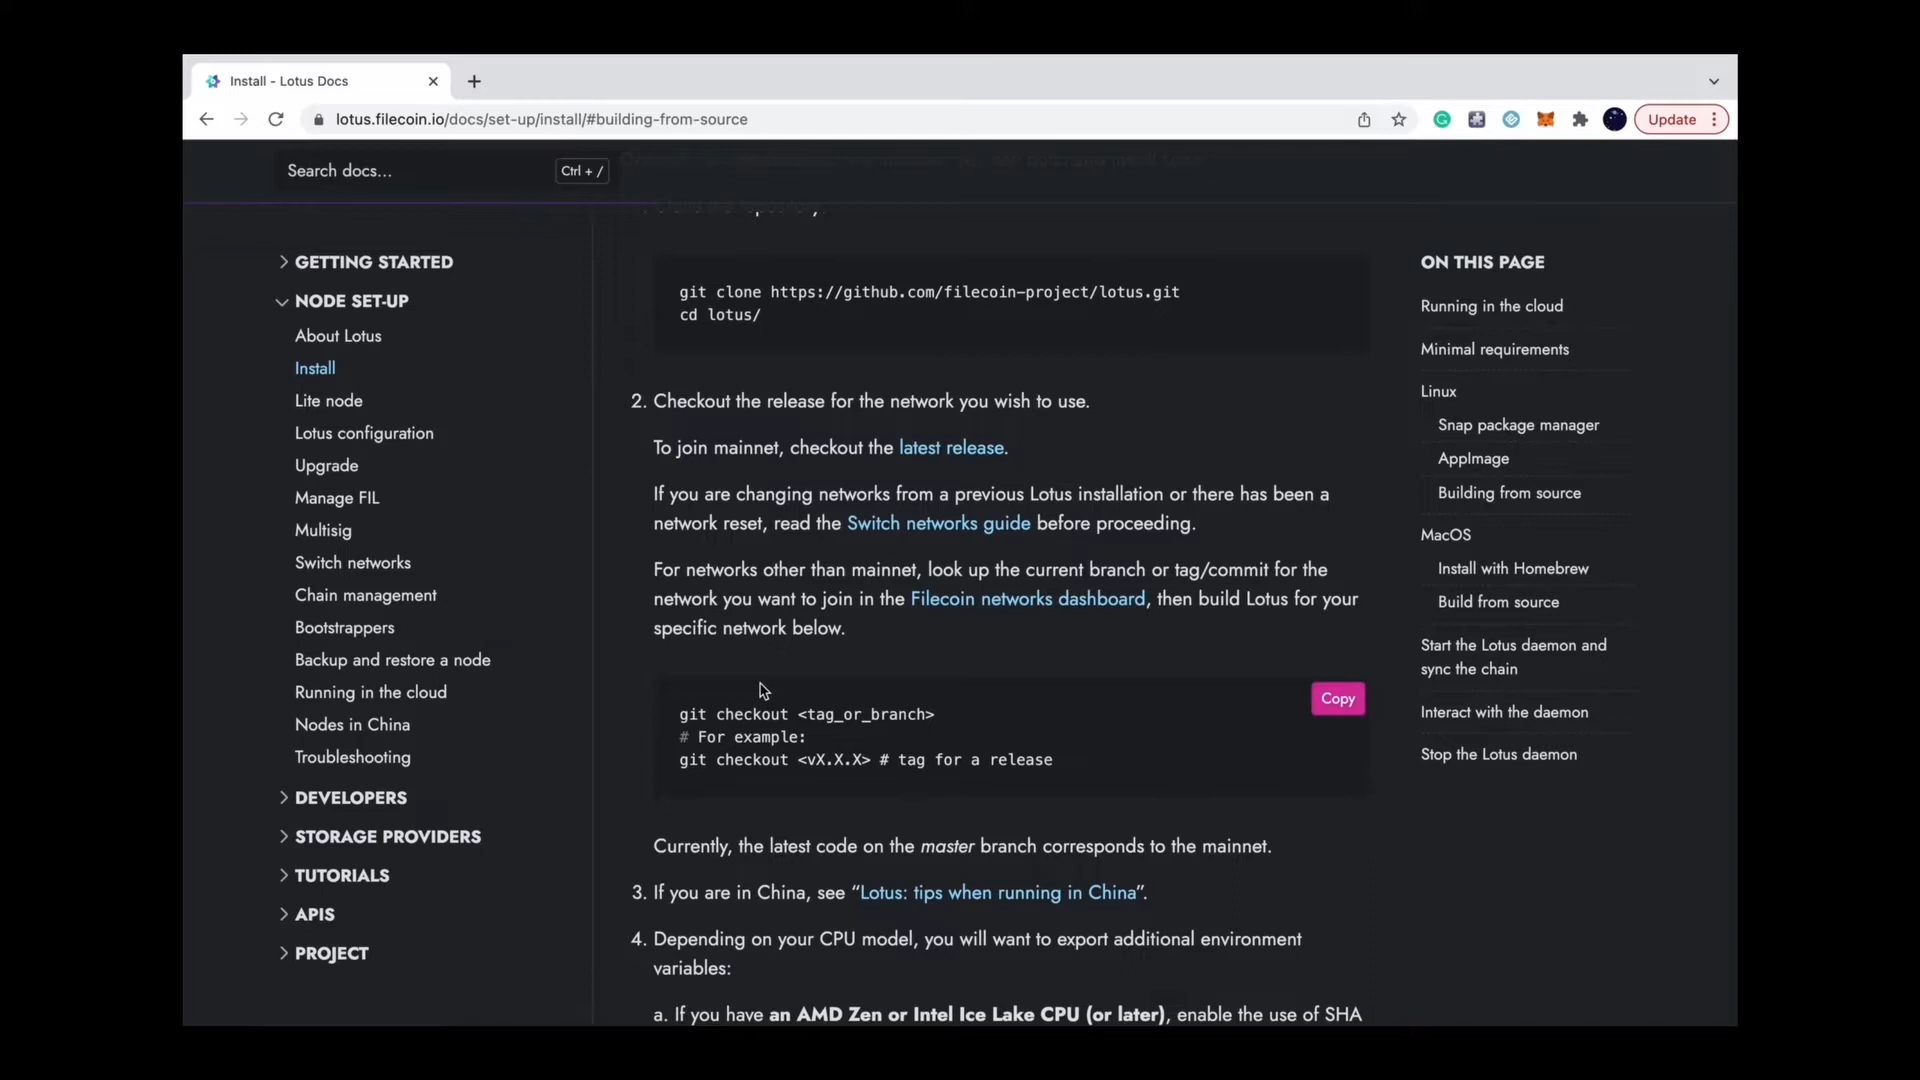 Install - Lotus Docs
lotus.filecoin.io/docs/set-up/install/#building-from-source
Update
Search docs...
Ctrl + /
GETTING STARTED
NODE SET-UP
About Lotus
Install
Lite node
Lotus configuration
Upgrade
Manage FIL
Multisig
Switch networks
Chain management
Bootstrappers
Backup and restore a node
Running in the cloud
Nodes in China
Troubleshooting
DEVELOPERS
STORAGE PROVIDERS
TUTORIALS
APIS
PROJECT
git clone https://github.com/filecoin-project/lotus.git
cd lotus/
2. Checkout the release for the network you wish to use.
To join mainnet, checkout the latest release.
If you are changing networks from a previous Lotus installation or there has been a
network reset, read the Switch networks guide before proceeding.
For networks other than mainnet, look up the current branch or tag/commit for the
network you want to join in the Filecoin networks dashboard, then build Lotus for your
specific network below.
Copy
git checkout <tag_or_branch>
# For example:
git checkout <vX.X.X> # tag for a release
Currently, the latest code on the master branch corresponds to the mainnet.
3. If you are in China, see “Lotus: tips when running in China”.
4. Depending on your CPU model, you will want to export additional environment
variables:
a. If you have an AMD Zen or Intel Ice Lake CPU (or later), enable the use of SHA
ON THIS PAGE
Running in the cloud
Minimal requirements
Linux
Snap package manager
AppImage
Building from source
MacOS
Install with Homebrew
Build from source
Start the Lotus daemon and
sync the chain
Interact with the daemon
Stop the Lotus daemon